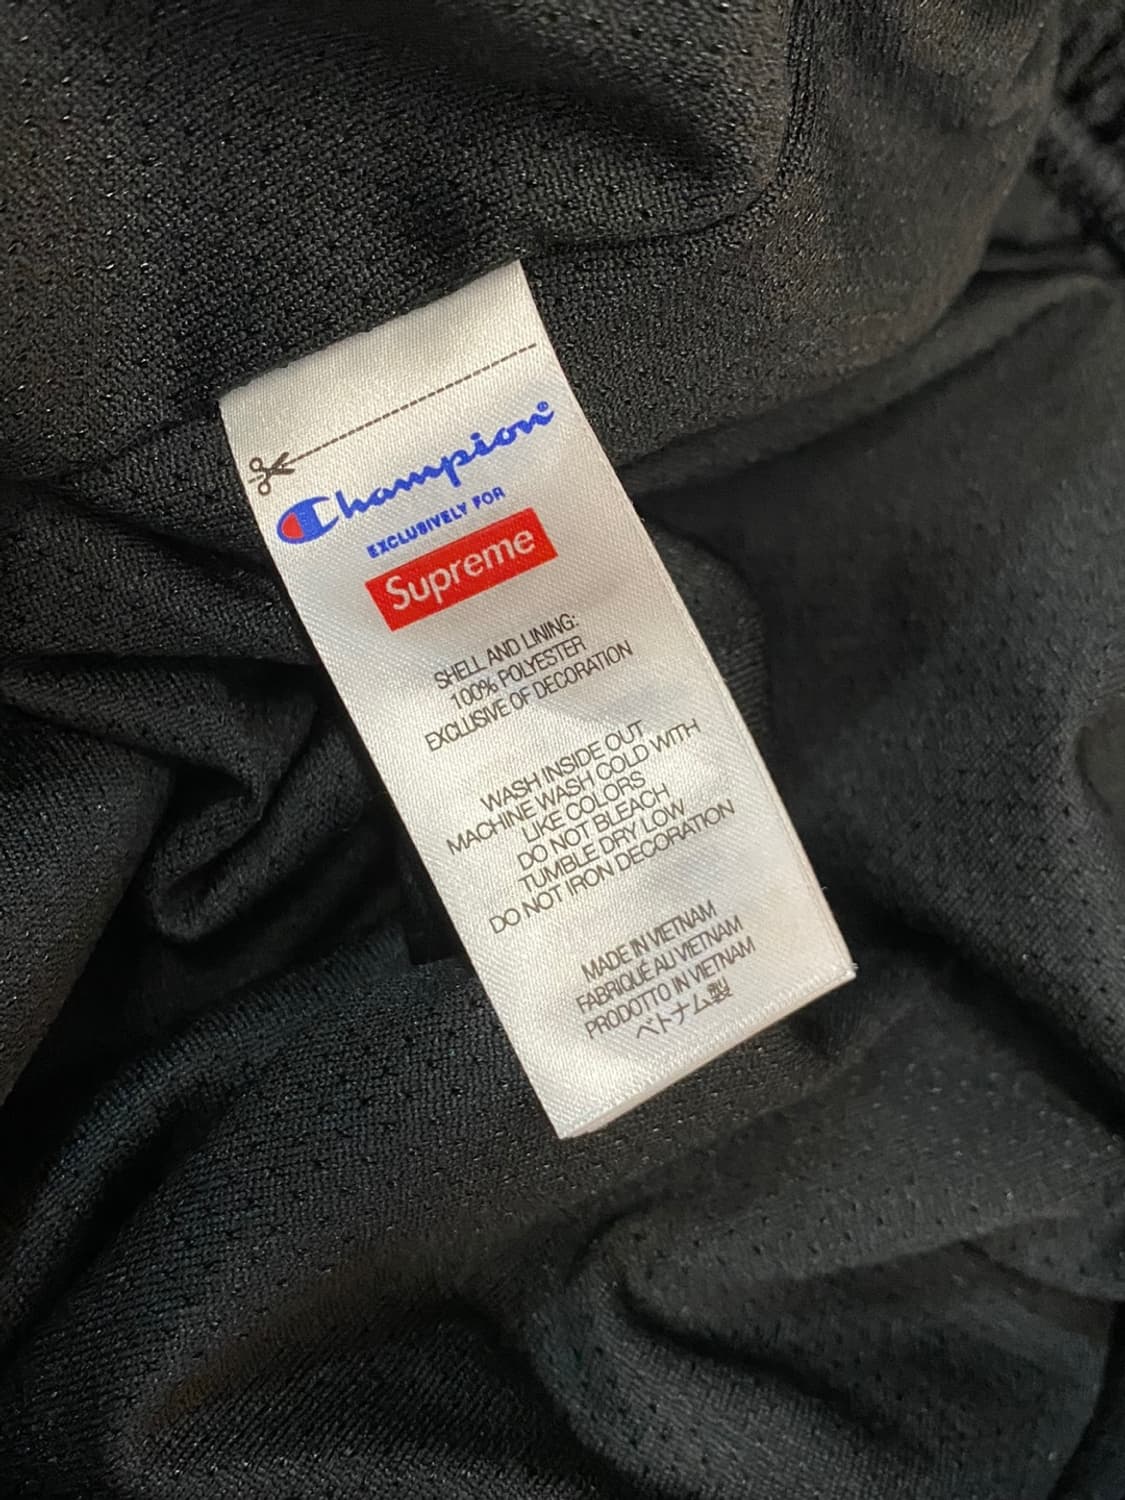 Champion®
EXCLUSIVELY FOR
Supreme
SHELL AND LINING:
100% POLYESTER
EXCLUSIVE OF DECORATION
WASH INSIDE OUT
MACHINE WASH COLD WITH
LIKE COLORS
DO NOT BLEACH
TUMBLE DRY LOW
DO NOT IRON DECORATION
MADE IN VIETNAM
FABRIQUÉ AU VIETNAM
PRODOTTO IN VIETNAM
ベトナム製